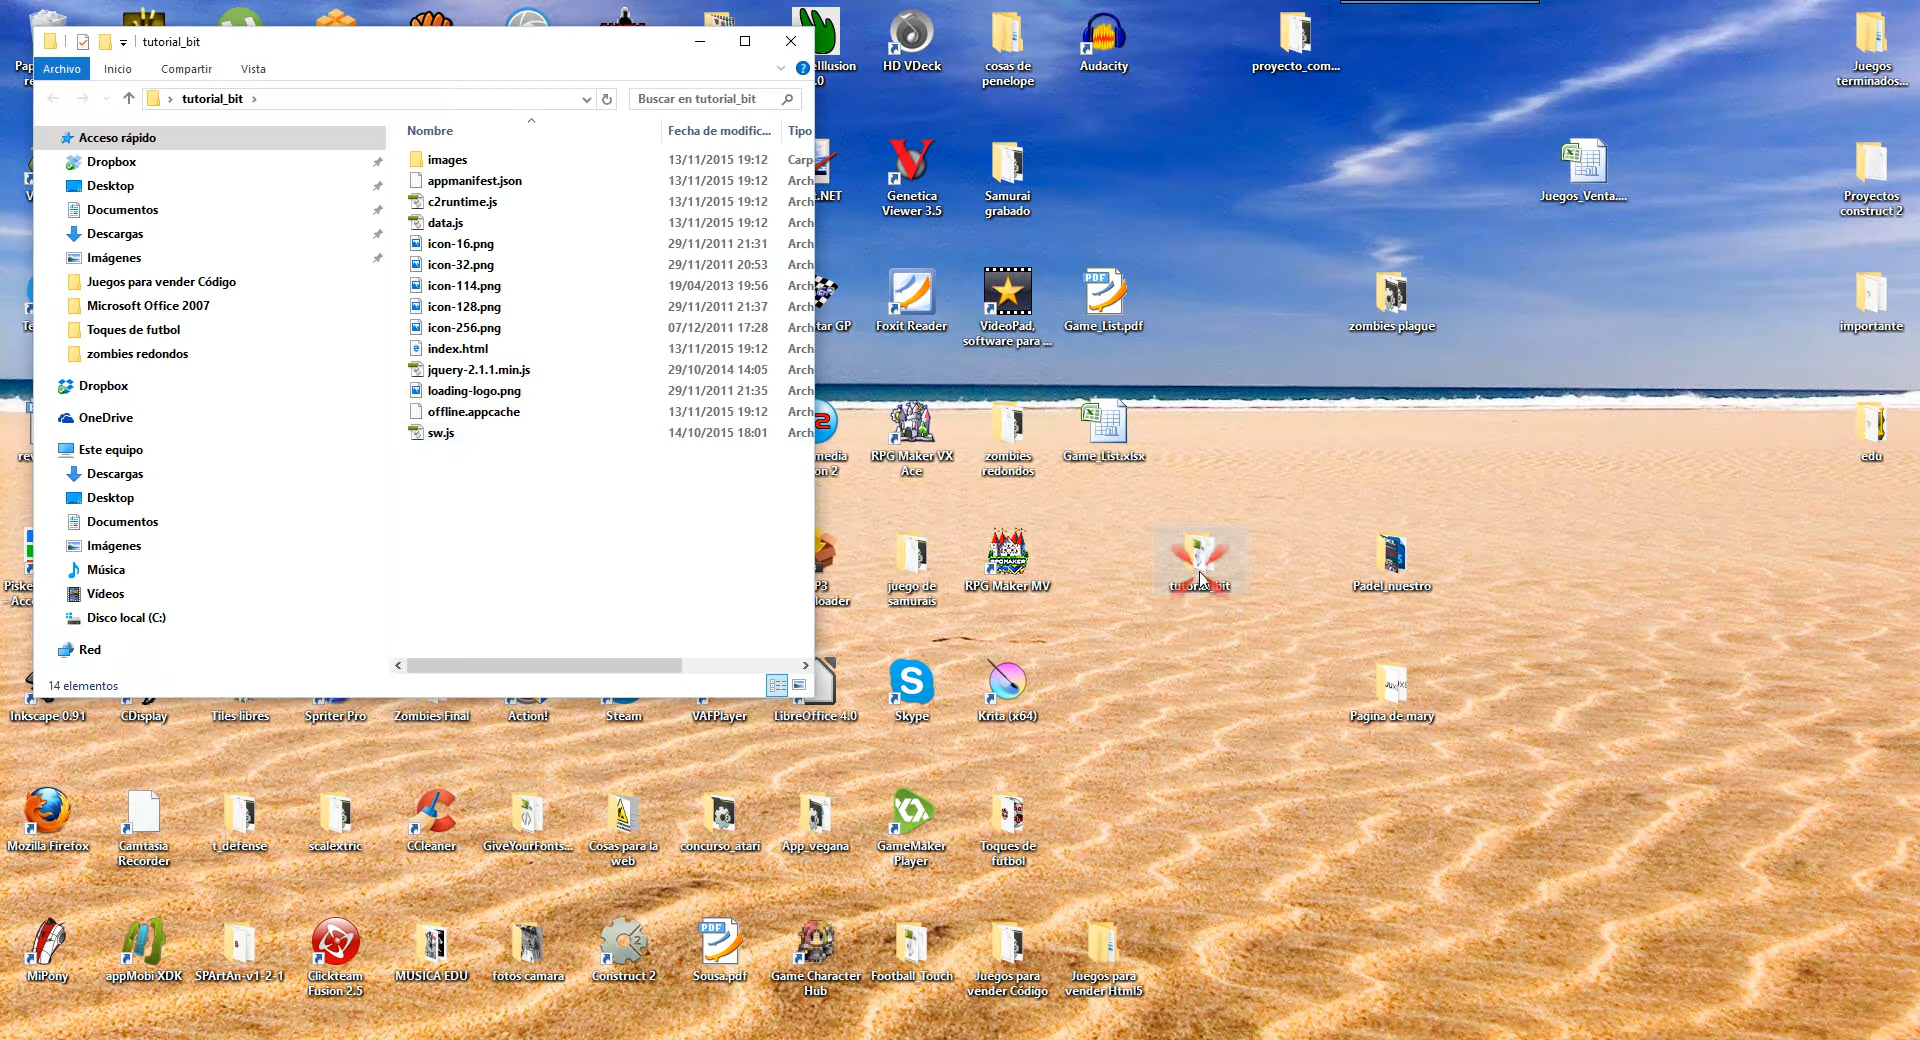 tutorial_bit
Archivo
Inicio
Compartir
Vista
tutorial_bit
Buscar en tutorial_bit
Acceso rápido
Dropbox
Desktop
Documentos
Descargas
Imágenes
Juegos para vender Código
Microsoft Office 2007
Toques de futbol
zombies redondos
Dropbox
OneDrive
Este equipo
Descargas
Desktop
Documentos
Imágenes
Música
Vídeos
Disco local (C:)
Red
14 elementos
Nombre Fecha de modific... Tipo
images 13/11/2015 19:12 Carp
appmanifest.json 13/11/2015 19:12 Arch
c2runtime.js 13/11/2015 19:12 Arch
data.js 13/11/2015 19:12 Arch
icon-16.png 29/11/2011 21:31 Arch
icon-32.png 29/11/2011 20:53 Arch
icon-114.png 19/04/2013 19:56 Arch
icon-128.png 29/11/2011 21:37 Arch
icon-256.png 07/12/2011 17:28 Arch
index.html 13/11/2015 19:12 Arch
jquery-2.1.1.min.js 29/10/2014 14:05 Arch
loading-logo.png 29/11/2011 21:35 Arch
offline.appcache 13/11/2015 19:12 Arch
sw.js 14/10/2015 18:01 Arch
HD VDeck
cosas de
penelope
Audacity
proyecto_com...
Juegos
terminados...
Genetica
Viewer 3.5
Samurai
grabado
Juegos_Venta....
Proyectos
construct 2
Foxit Reader
VideoPad,
software para ...
PDF
Game_List.pdf
zombies plague
importante
RPG Maker VX
Ace
zombies
redondos
Game_List.xlsx
edu
juego de
samurais
RPG MAKER
RPG Maker MV
tutorial_bit
Padel_nuestro
Inkscape 0.91
CDisplay
Tiles libres
Spriter Pro
Zombies Final
Action!
Steam
VAFPlayer
LibreOffice 4.0
Skype
Krita (x64)
Pagina de mary
Mozilla Firefox
Camtasia
Recorder
t_defense
scalextric
CCleaner
GiveYourFonts...
Cosas para la
web
concurso_atari
App_vegana
GameMaker
Player
Toques de
futbol
MiPony
appMobi XDK
SPArtAn-v1-2-1
Clickteam
Fusion 2.5
MUSICA EDU
fotos camara
Construct 2
PDF
Sousa.pdf
Game Character
Hub
Football_Touch
Juegos para
vender Código
Juegos para
vender Html5